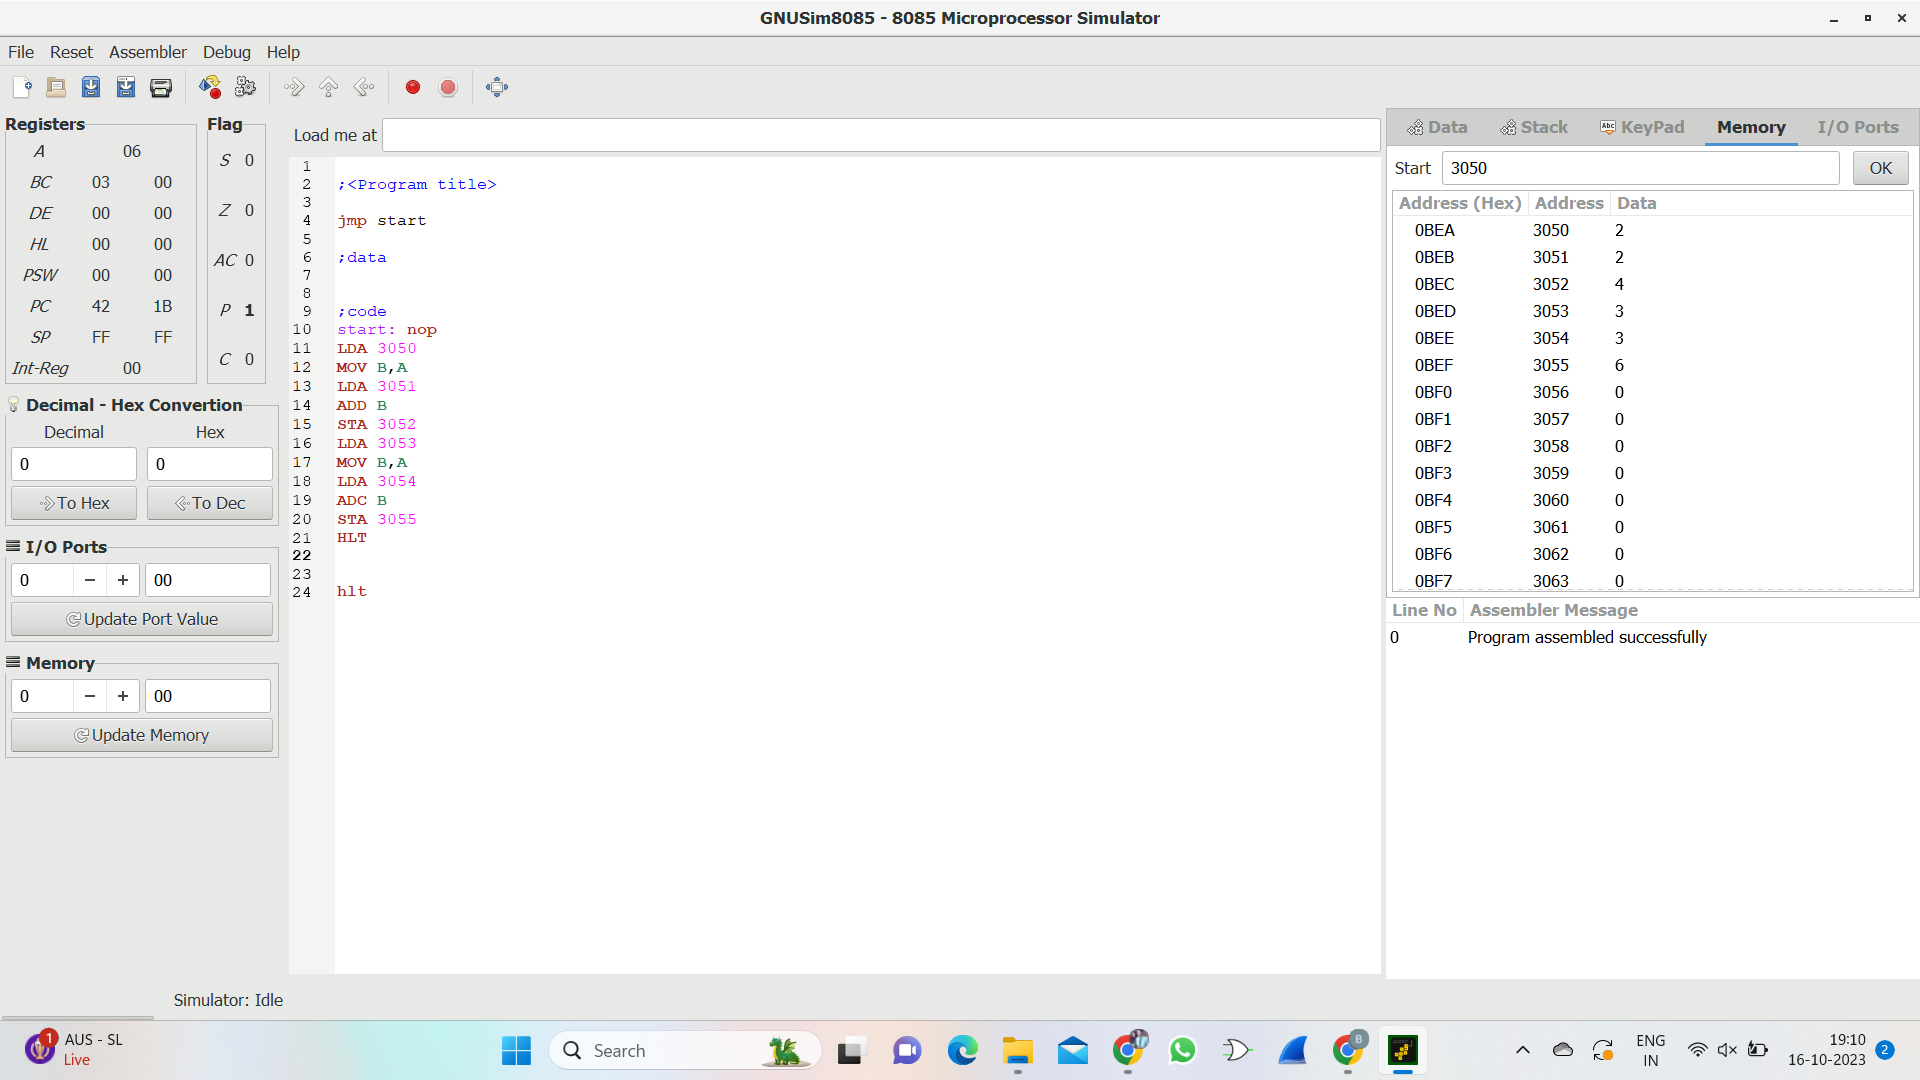 GNUSim8085 - 8085 Microprocessor Simulator
File Reset Assembler Debug Help
Registers
A 06
BC 03 00
DE 00 00
HL 00 00
PSW 00 00
PC 42 1B
SP FF FF
Int-Reg 00
Flag
S 0
Z 0
AC 0
P 1
C 0
Decimal - Hex Convertion
Decimal Hex
0 0
To Hex To Dec
I/O Ports
0 − + 00
Update Port Value
Memory
0 − + 00
Update Memory
Load me at
1
2 ;<Program title>
3
4 jmp start
5
6 ;data
7
8
9 ;code
10 start: nop
11 LDA 3050
12 MOV B,A
13 LDA 3051
14 ADD B
15 STA 3052
16 LDA 3053
17 MOV B,A
18 LDA 3054
19 ADC B
20 STA 3055
21 HLT
22
23
24 hlt
Data Stack Abc KeyPad Memory I/O Ports
Start 3050 OK
Address (Hex) Address Data
0BEA 3050 2
0BEB 3051 2
0BEC 3052 4
0BED 3053 3
0BEE 3054 3
0BEF 3055 6
0BF0 3056 0
0BF1 3057 0
0BF2 3058 0
0BF3 3059 0
0BF4 3060 0
0BF5 3061 0
0BF6 3062 0
0BF7 3063 0
Line No Assembler Message
0 Program assembled successfully
Simulator: Idle
1 AUS - SL
Live
Search
B
ENG
IN
19:10
16-10-2023
2